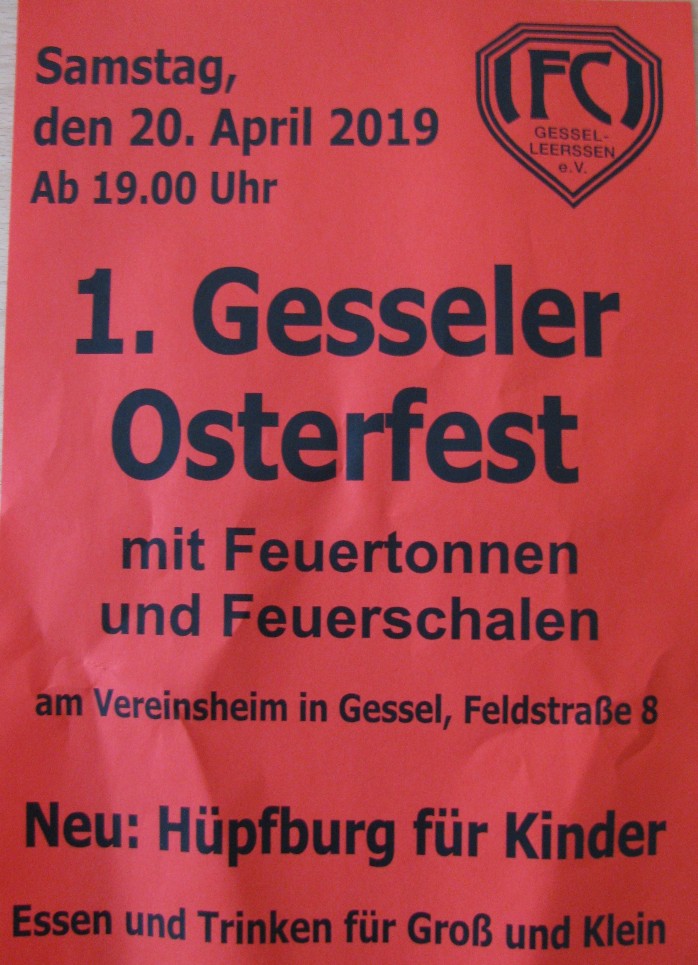 Samstag,
den 20. April 2019
Ab 19.00 Uhr
FC
GESSEL-
LEERSSEN
e.V.
1. Gesseler
Osterfest
mit Feuertonnen
und Feuerschalen
am Vereinsheim in Gessel, Feldstraße 8
Neu: Hüpfburg für Kinder
Essen und Trinken für Groß und Klein